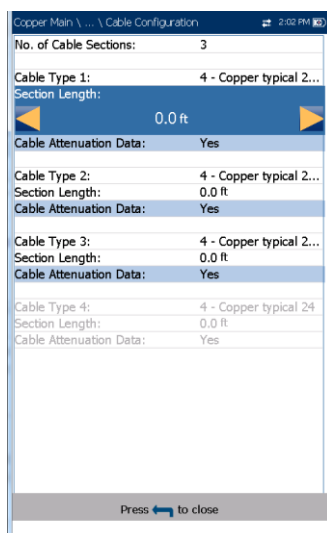 Copper Main \ ... \ Cable Configuration 2:02 PM
No. of Cable Sections: 3
Cable Type 1: 4 - Copper typical 2...
Section Length:
0.0 ft
Cable Attenuation Data: Yes
Cable Type 2: 4 - Copper typical 2...
Section Length: 0.0 ft
Cable Attenuation Data: Yes
Cable Type 3: 4 - Copper typical 2...
Section Length: 0.0 ft
Cable Attenuation Data: Yes
Cable Type 4: 4 - Copper typical 24
Section Length: 0.0 ft
Cable Attenuation Data: Yes
Press to close